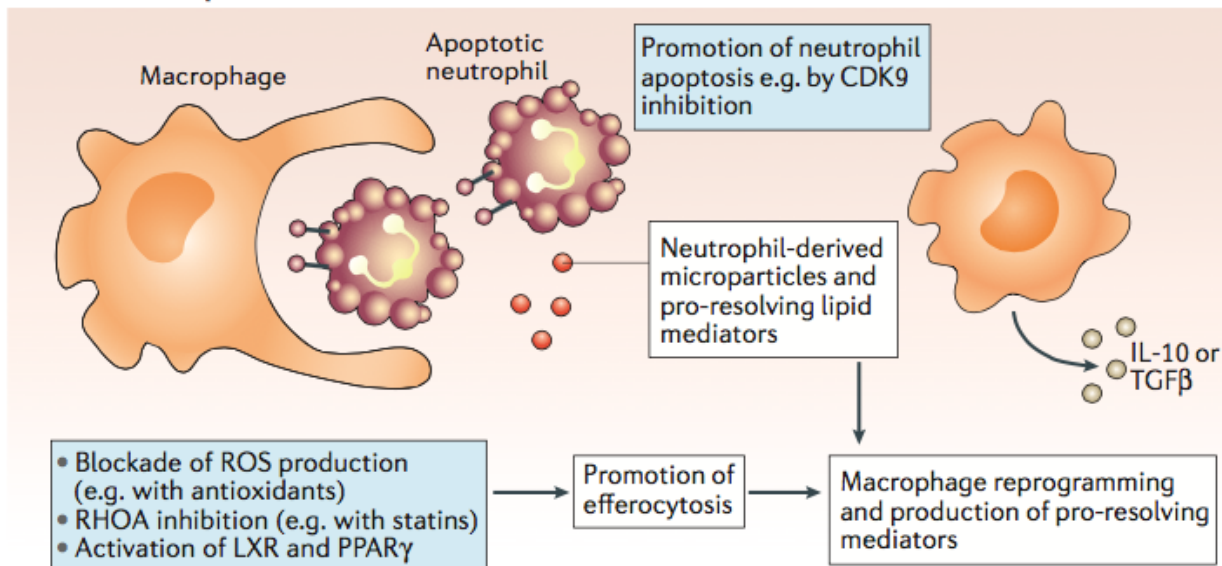 Macrophage
Apoptotic
neutrophil
Promotion of neutrophil
apoptosis e.g. by CDK9
inhibition
Neutrophil-derived
microparticles and
pro-resolving lipid
mediators
IL-10 or
TGFβ
• Blockade of ROS production
(e.g. with antioxidants)
• RHOA inhibition (e.g. with statins)
• Activation of LXR and PPARγ
Promotion of
efferocytosis
Macrophage reprogramming
and production of pro-resolving
mediators